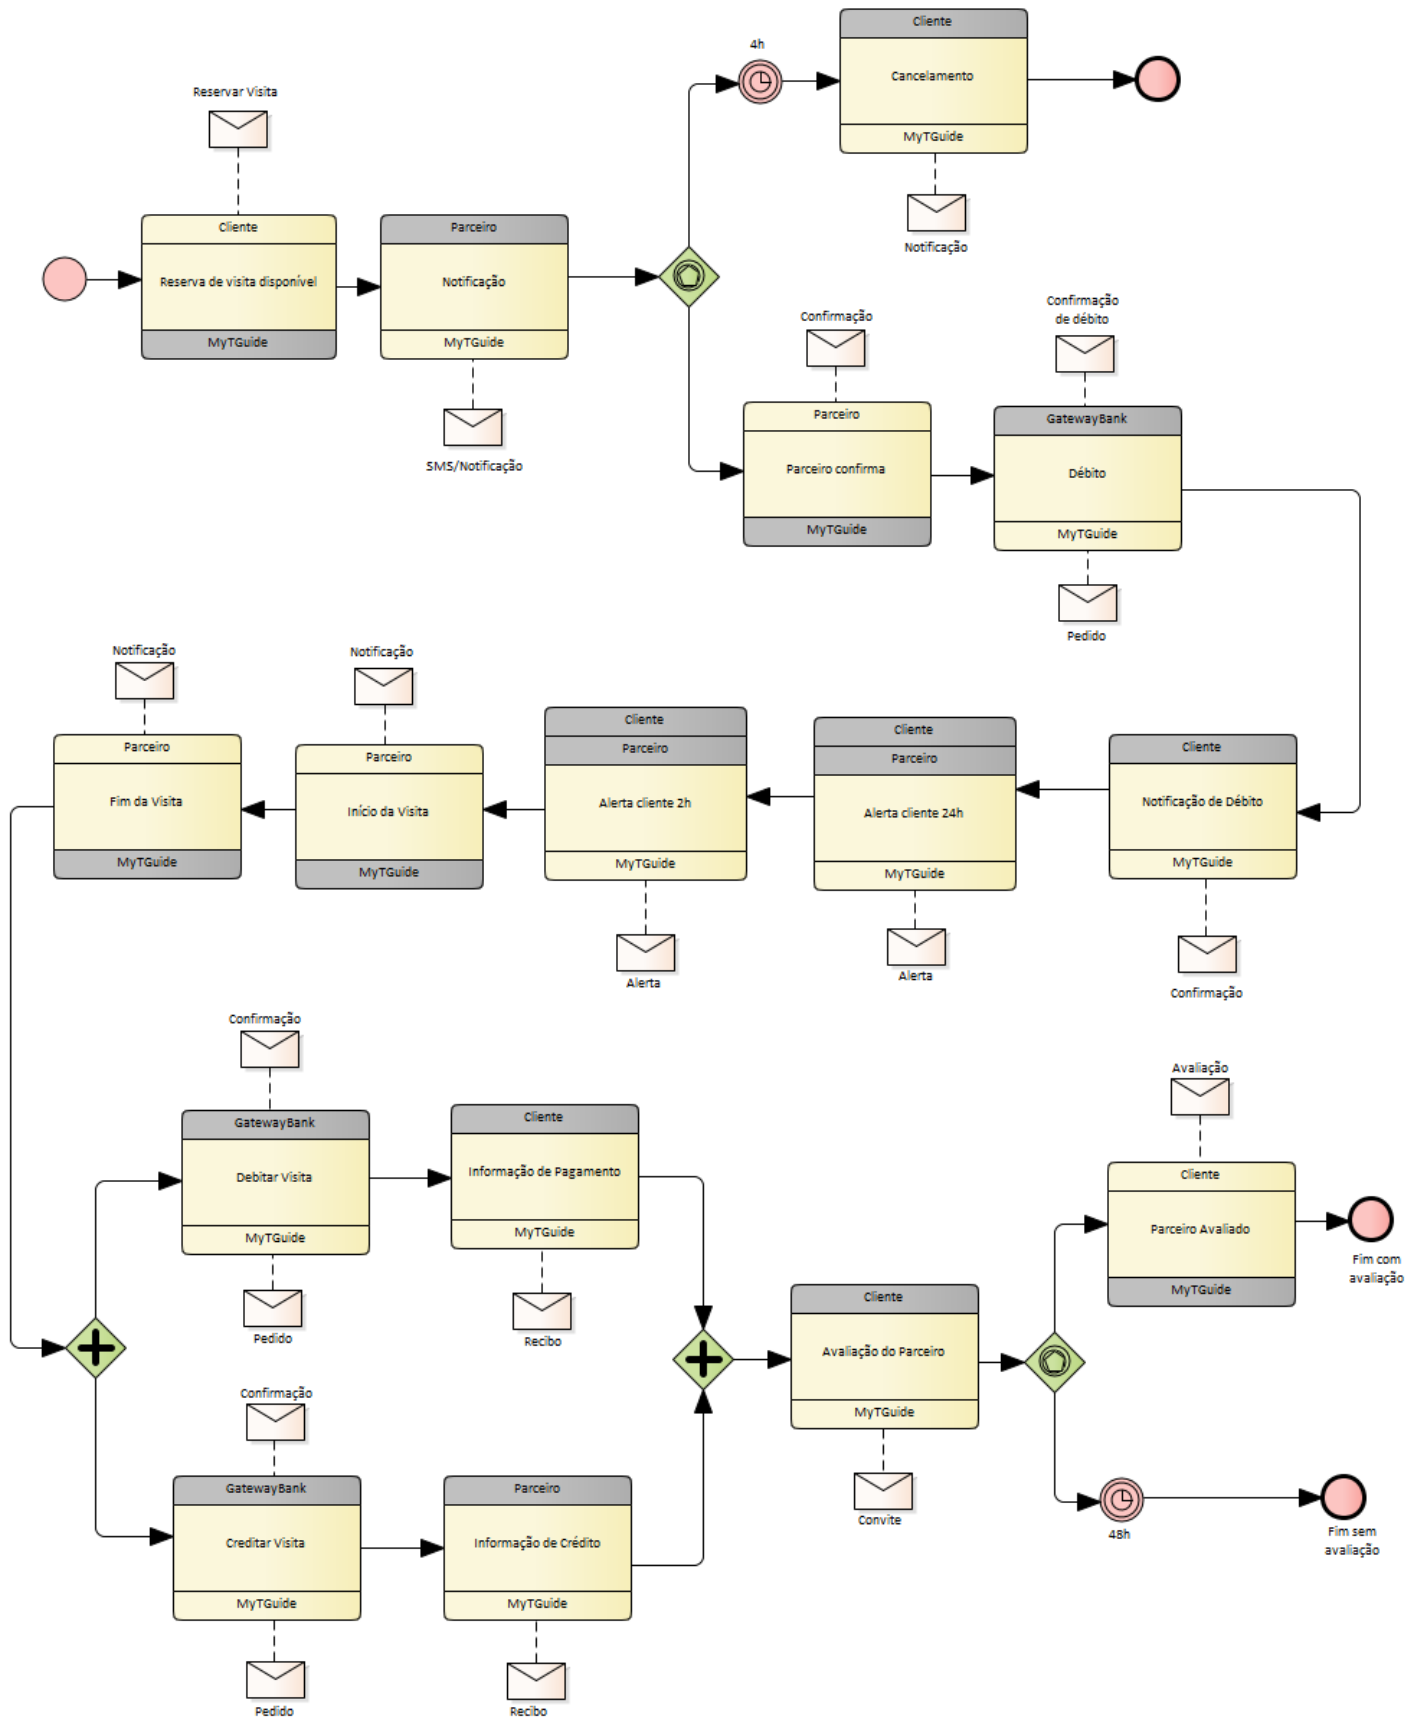 Cliente
4h
Cancelamento
Reservar Visita
MyTGuide
Cliente
Parceiro
Notificação
Reserva de visita disponível
Notificação
Confirmação
de débito
Confirmação
MyTGuide
MyTGuide
Parceiro
GatewayBank
SMS/Notificação
Parceiro confirma
Débito
MyTGuide
MyTGuide
Pedido
Notificação
Notificação
Cliente
Cliente
Parceiro
Parceiro
Parceiro
Parceiro
Cliente
Fim da Visita
Início da Visita
Alerta cliente 2h
Alerta cliente 24h
Notificação de Débito
MyTGuide
MyTGuide
MyTGuide
MyTGuide
MyTGuide
Alerta
Alerta
Confirmação
Confirmação
Avaliação
GatewayBank
Cliente
Cliente
Debitar Visita
Informação de Pagamento
Parceiro Avaliado
MyTGuide
MyTGuide
Fim com
avaliação
MyTGuide
Cliente
Pedido
Recibo
Avaliação do Parceiro
Confirmação
MyTGuide
GatewayBank
Parceiro
Convite
48h
Fim sem
avaliação
Creditar Visita
Informação de Crédito
MyTGuide
MyTGuide
Pedido
Recibo